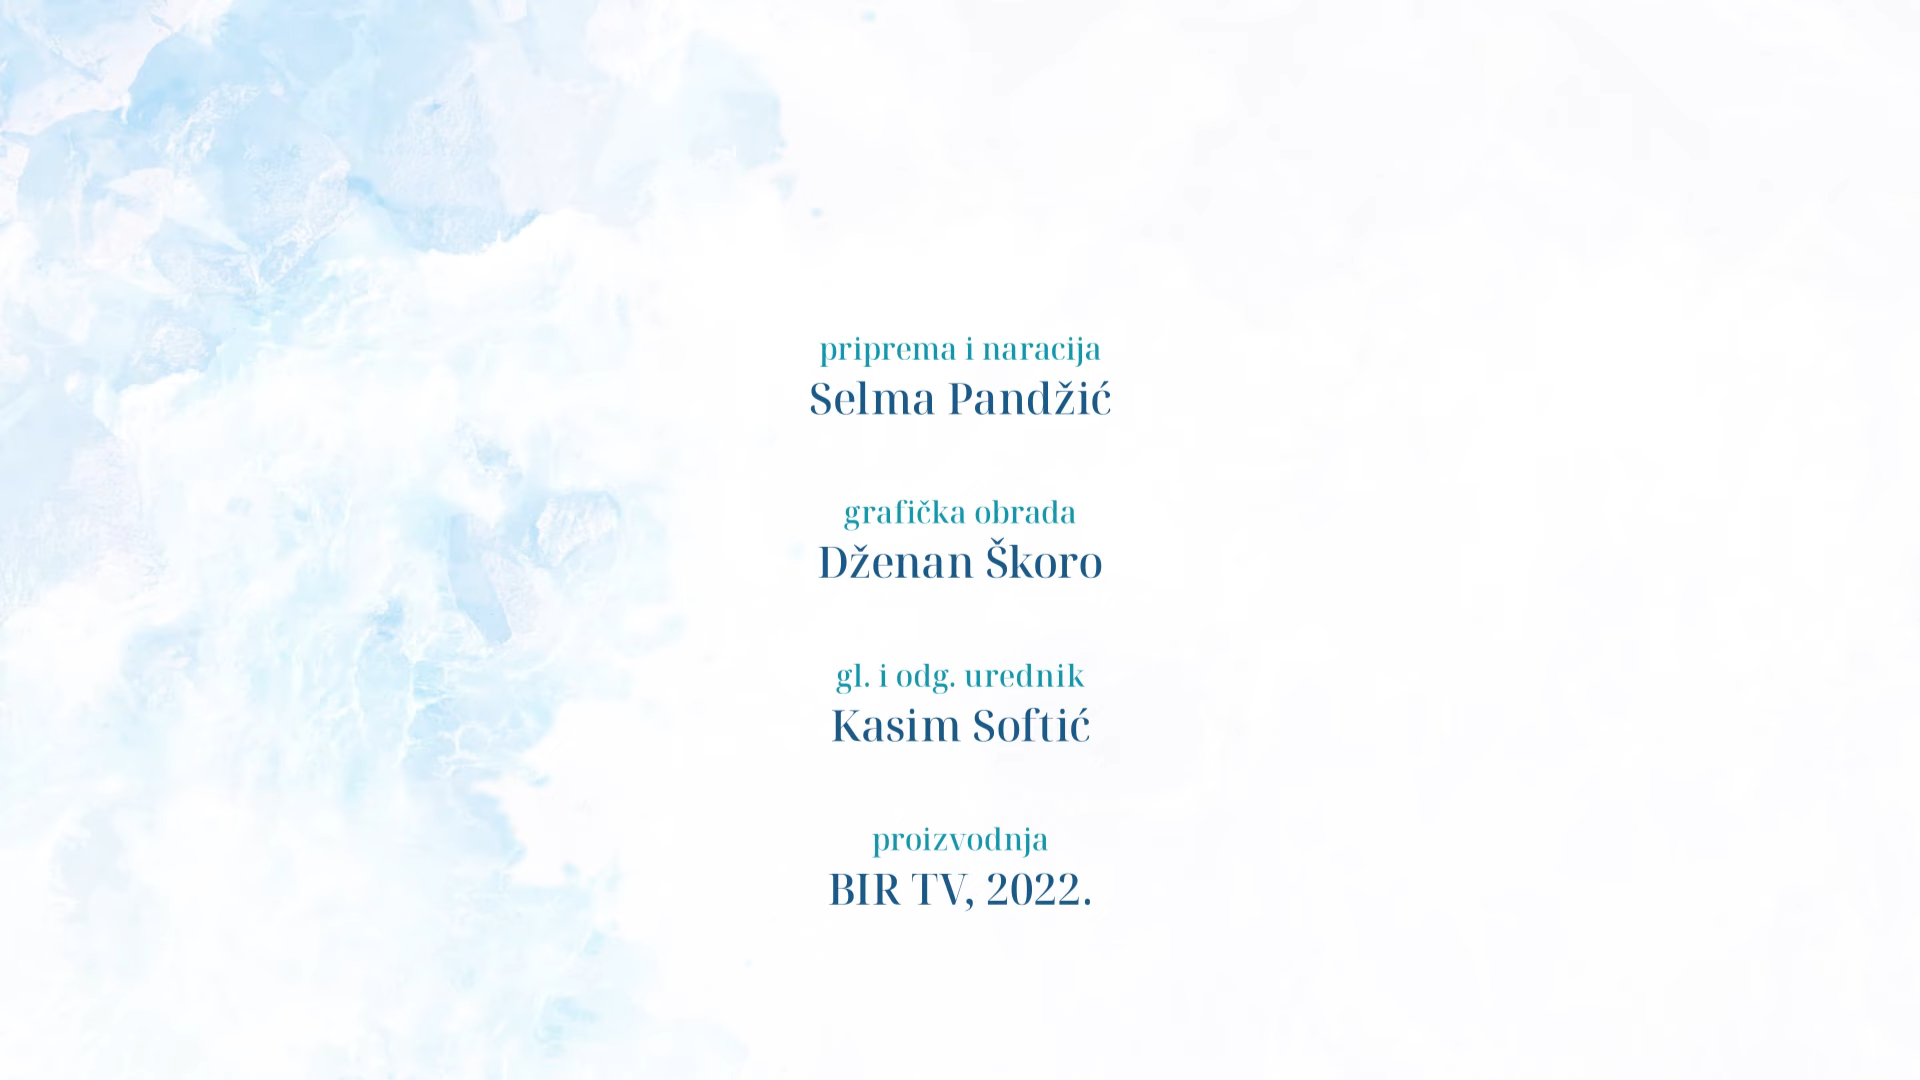 priprema i naracija
Selma Pandžić
grafička obrada
Dženan Škoro
gl. i odg. urednik
Kasim Softić
proizvodnja
BIR TV, 2022.